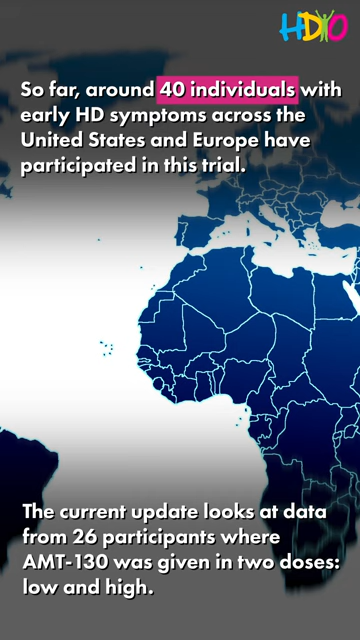 HDYO
So far, around 40 individuals with
early HD symptoms across the
United States and Europe have
participated in this trial.
The current update looks at data
from 26 participants where
AMT-130 was given in two doses:
low and high.